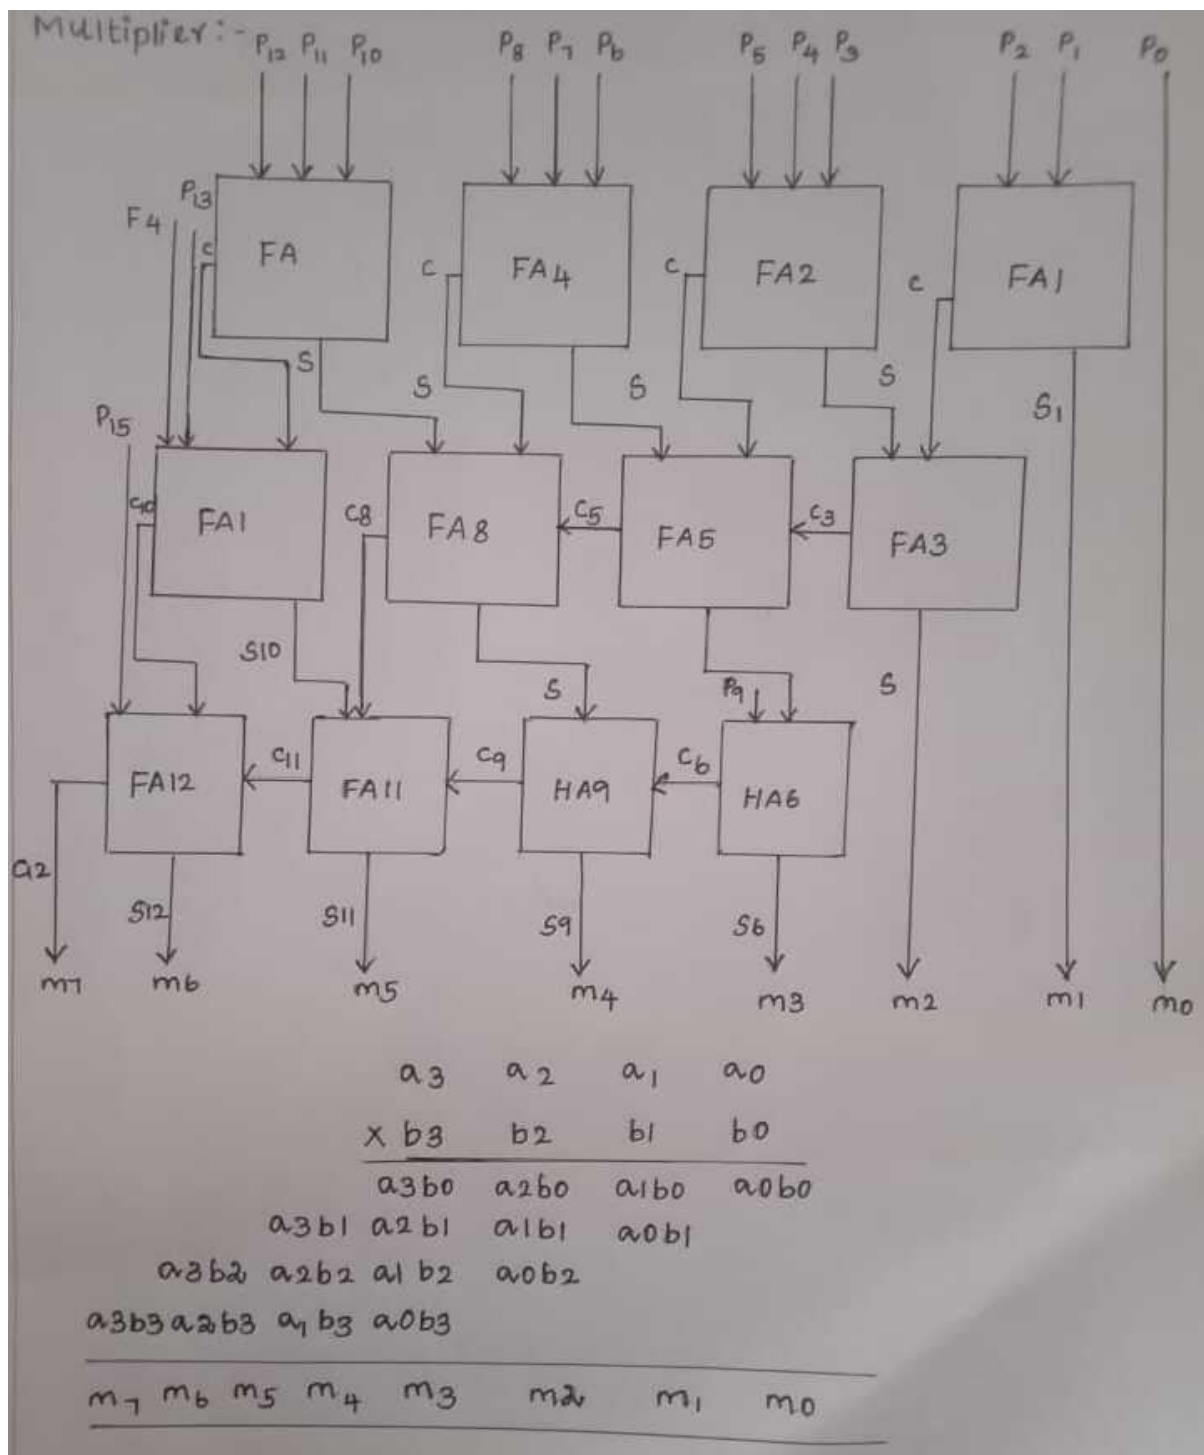 Multiplier:-
P12 P11 P10 P8 P7 P6 P5 P4 P3 P2 P1 P0
P13
F4
C FA C FA4 C FA2 C FA1
S S S S
S1
P15
C10 FA1 C8 FA8 C5 FA5 C3 FA3
S10 S P9 S
FA12 C11 FA11 C9 HA9 C6 HA6
S12 S11 S9 S6
m7 m6 m5 m4 m3 m2 m1 m0
a3 a2 a1 a0
x b3 b2 b1 b0
a3b0 a2b0 a1b0 a0b0
a3b1 a2b1 a1b1 a0b1
a3b2 a2b2 a1b2 a0b2
a3b3 a2b3 a1b3 a0b3
m7 m6 m5 m4 m3 m2 m1 m0